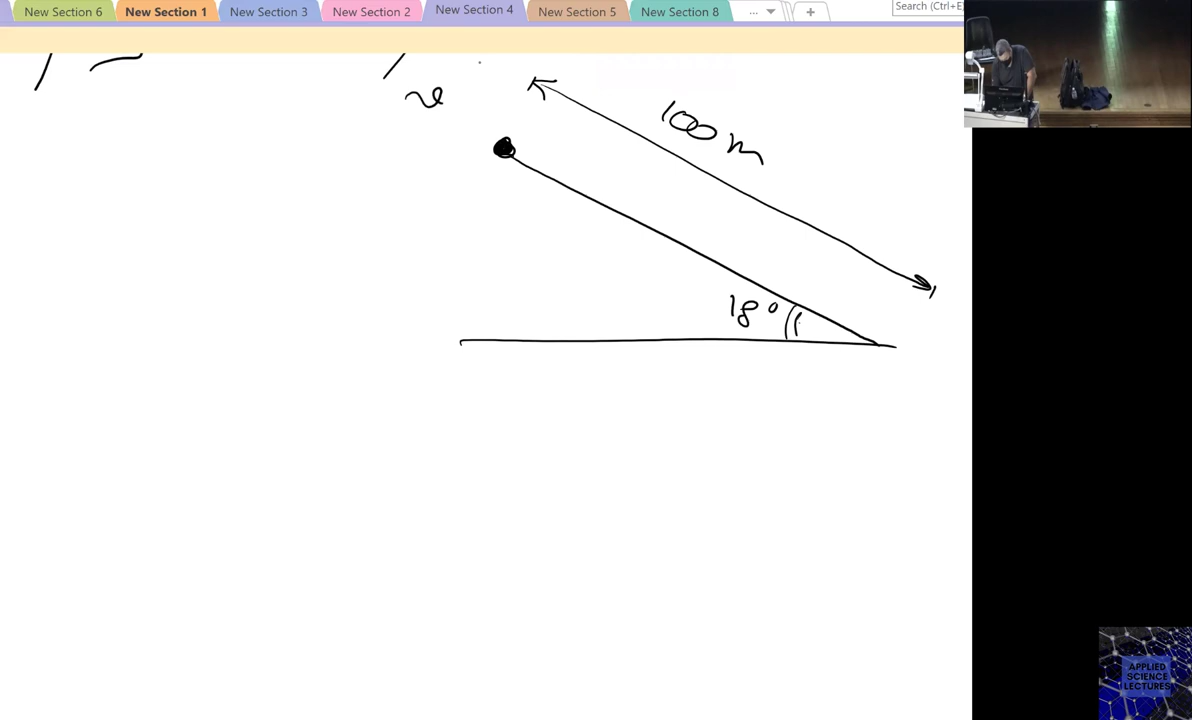 New Section 6 New Section 1 New Section 3 New Section 2 New Section 4 New Section 5 New Section 8 ... + Search (Ctrl+E)
100 m
18°
APPLIED
SCIENCE
LECTURES